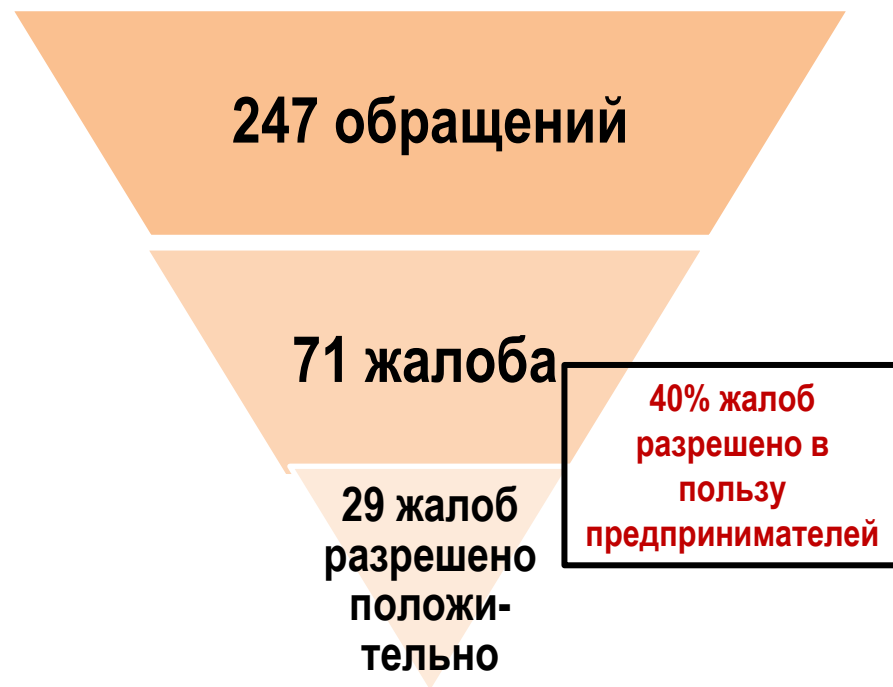 247 обращений
71 жалоба
40% жалоб
разрешено в
пользу
предпринимателей
29 жалоб
разрешено
положи-
тельно